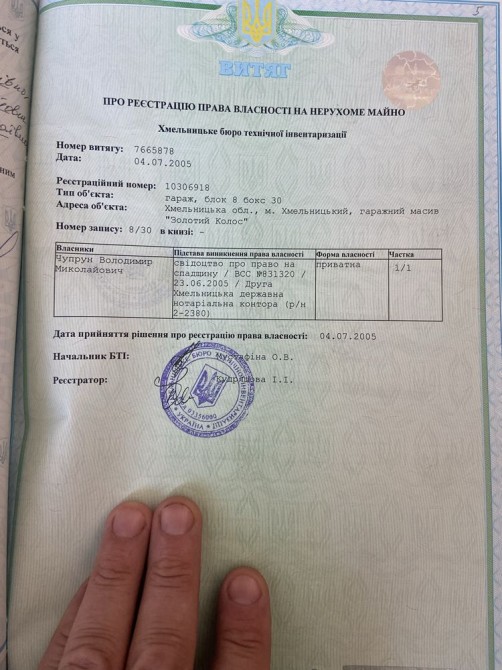 5
ВИТЯГ
ПРО РЕЄСТРАЦІЮ ПРАВА ВЛАСНОСТІ НА НЕРУХОМЕ МАЙНО
Хмельницьке бюро технічної інвентаризації
Номер витягу: 7665878
Дата: 04.07.2005
Реєстраційний номер: 10306918
Тип об'єкта: гараж, блок 8 бокс 30
Адреса об'єкта: Хмельницька обл., м. Хмельницький, гаражний масив
"Золотий Колос"
Номер запису: 8/30 в книзі: -
Власники Підстава виникнення права власності Форма власності Частка
Чупрун Володимир свідоцтво про право на приватна 1/1
Миколайович спадщину / ВСС №831320 /
23.06.2005 / Друга
Хмельницька державна
нотаріальна контора (р/н
2-2380)
Дата прийняття рішення про реєстрацію права власності: 04.07.2005
Начальник БТІ: О.В.
Реєстратор: І.І.
УКРАЇНА